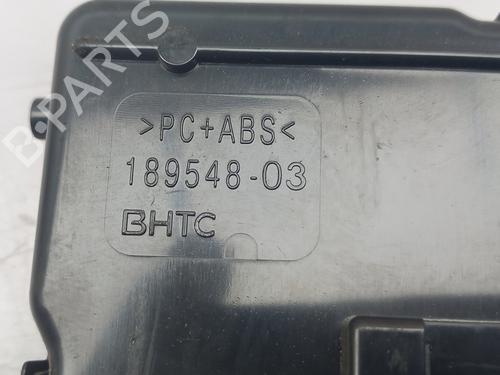 B-PARTS
>PC+ABS<
189548-03
BHTC